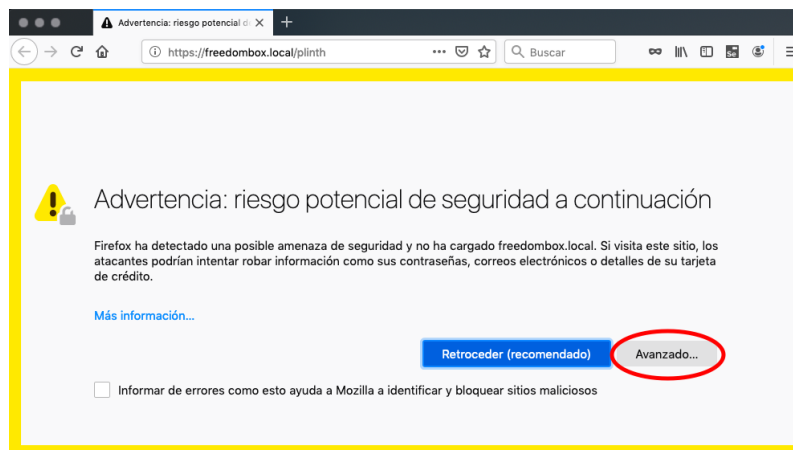 Advertencia: riesgo potencial de
https://freedombox.local/plinth
Buscar
Advertencia: riesgo potencial de seguridad a continuación
Firefox ha detectado una posible amenaza de seguridad y no ha cargado freedombox.local. Si visita este sitio, los
atacantes podrían intentar robar información como sus contraseñas, correos electrónicos o detalles de su tarjeta
de crédito.
Más información...
Retroceder (recomendado)
Avanzado...
Informar de errores como esto ayuda a Mozilla a identificar y bloquear sitios maliciosos